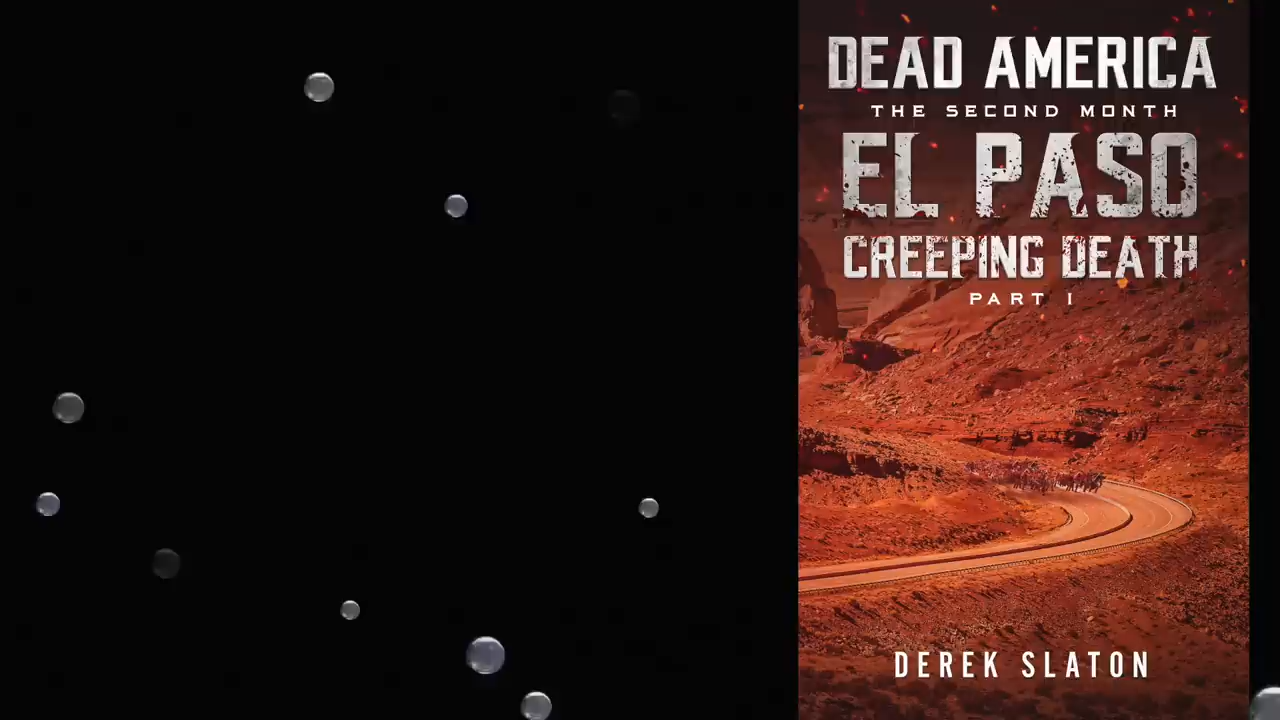 DEAD AMERICA
THE SECOND MONTH
EL PASO
CREEPING DEATH
PART I
DEREK SLATON